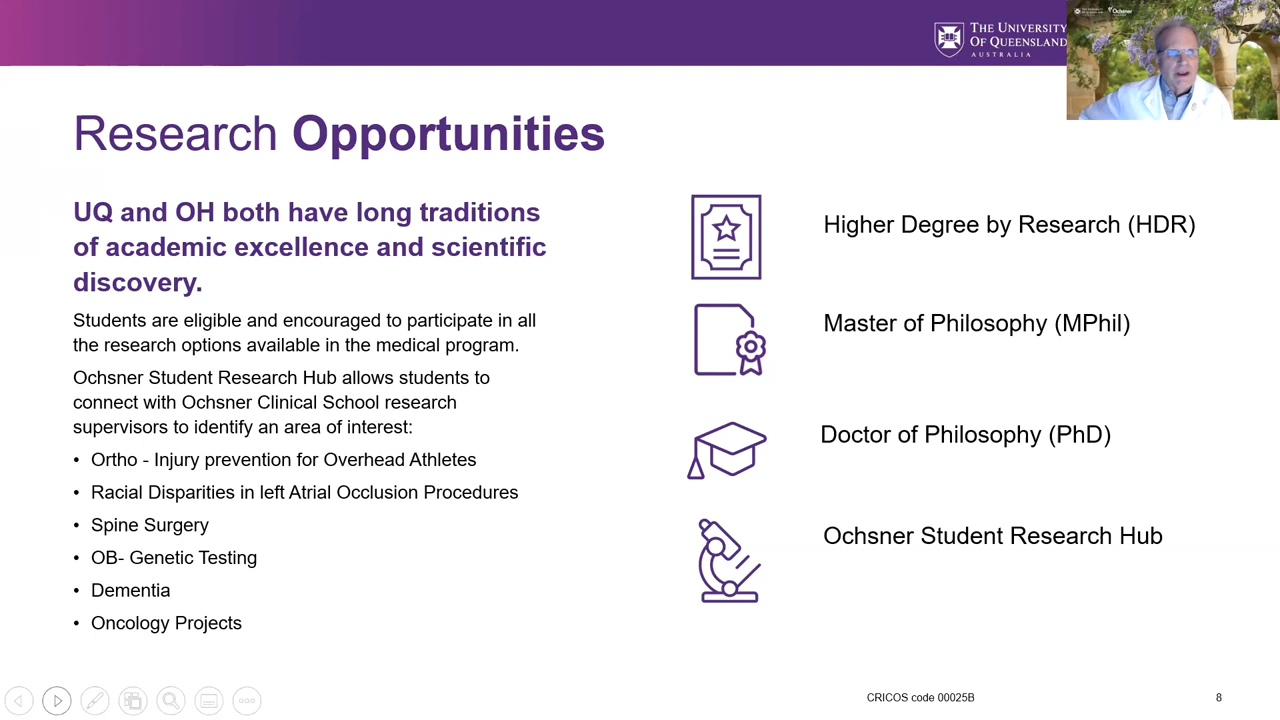 THE UNIVERSITY
OF QUEENSLAND
AUSTRALIA
Ochsner
Research Opportunities
UQ and OH both have long traditions
of academic excellence and scientific
discovery.
Students are eligible and encouraged to participate in all
the research options available in the medical program.
Ochsner Student Research Hub allows students to
connect with Ochsner Clinical School research
supervisors to identify an area of interest:
• Ortho - Injury prevention for Overhead Athletes
• Racial Disparities in left Atrial Occlusion Procedures
• Spine Surgery
• OB- Genetic Testing
• Dementia
• Oncology Projects
Higher Degree by Research (HDR)
Master of Philosophy (MPhil)
Doctor of Philosophy (PhD)
Ochsner Student Research Hub
CRICOS code 00025B
8